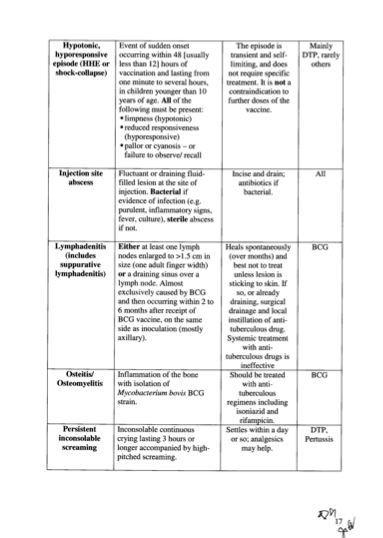 Hypotonic,
hyporesponsive
episode (HHE or
shock-collapse)
Event of sudden onset
occurring within 48 [usually
less than 12] hours of
vaccination and lasting from
one minute to several hours,
in children younger than 10
years of age. All of the
following must be present:
• limpness (hypotonic)
• reduced responsiveness
(hyporesponsive)
• pallor or cyanosis – or
failure to observe/ recall
The episode is
transient and self-
limiting, and does
not require specific
treatment. It is not a
contraindication to
further doses of the
vaccine.
Mainly
DTP, rarely
others
Injection site
abscess
Fluctuant or draining fluid-
filled lesion at the site of
injection. Bacterial if
evidence of infection (e.g.
purulent, inflammatory signs,
fever, culture), sterile abscess
if not.
Incise and drain;
antibiotics if
bacterial.
All
Lymphadenitis
(includes
suppurative
lymphadenitis)
Either at least one lymph
nodes enlarged to >1.5 cm in
size (one adult finger width)
or a draining sinus over a
lymph node. Almost
exclusively caused by BCG
and then occurring within 2 to
6 months after receipt of
BCG vaccine, on the same
side as inoculation (mostly
axillary).
Heals spontaneously
(over months) and
best not to treat
unless lesion is
sticking to skin. If
so, or already
draining, surgical
drainage and local
instillation of anti-
tuberculous drug.
Systemic treatment
with anti-
tuberculous drugs is
ineffective
BCG
Osteitis/
Osteomyelitis
Inflammation of the bone
with isolation of
Mycobacterium bovis BCG
strain.
Should be treated
with anti-
tuberculous
regimens including
isoniazid and
rifampicin.
BCG
Persistent
inconsolable
screaming
Inconsolable continuous
crying lasting 3 hours or
longer accompanied by high-
pitched screaming.
Settles within a day
or so; analgesics
may help.
DTP,
Pertussis
17